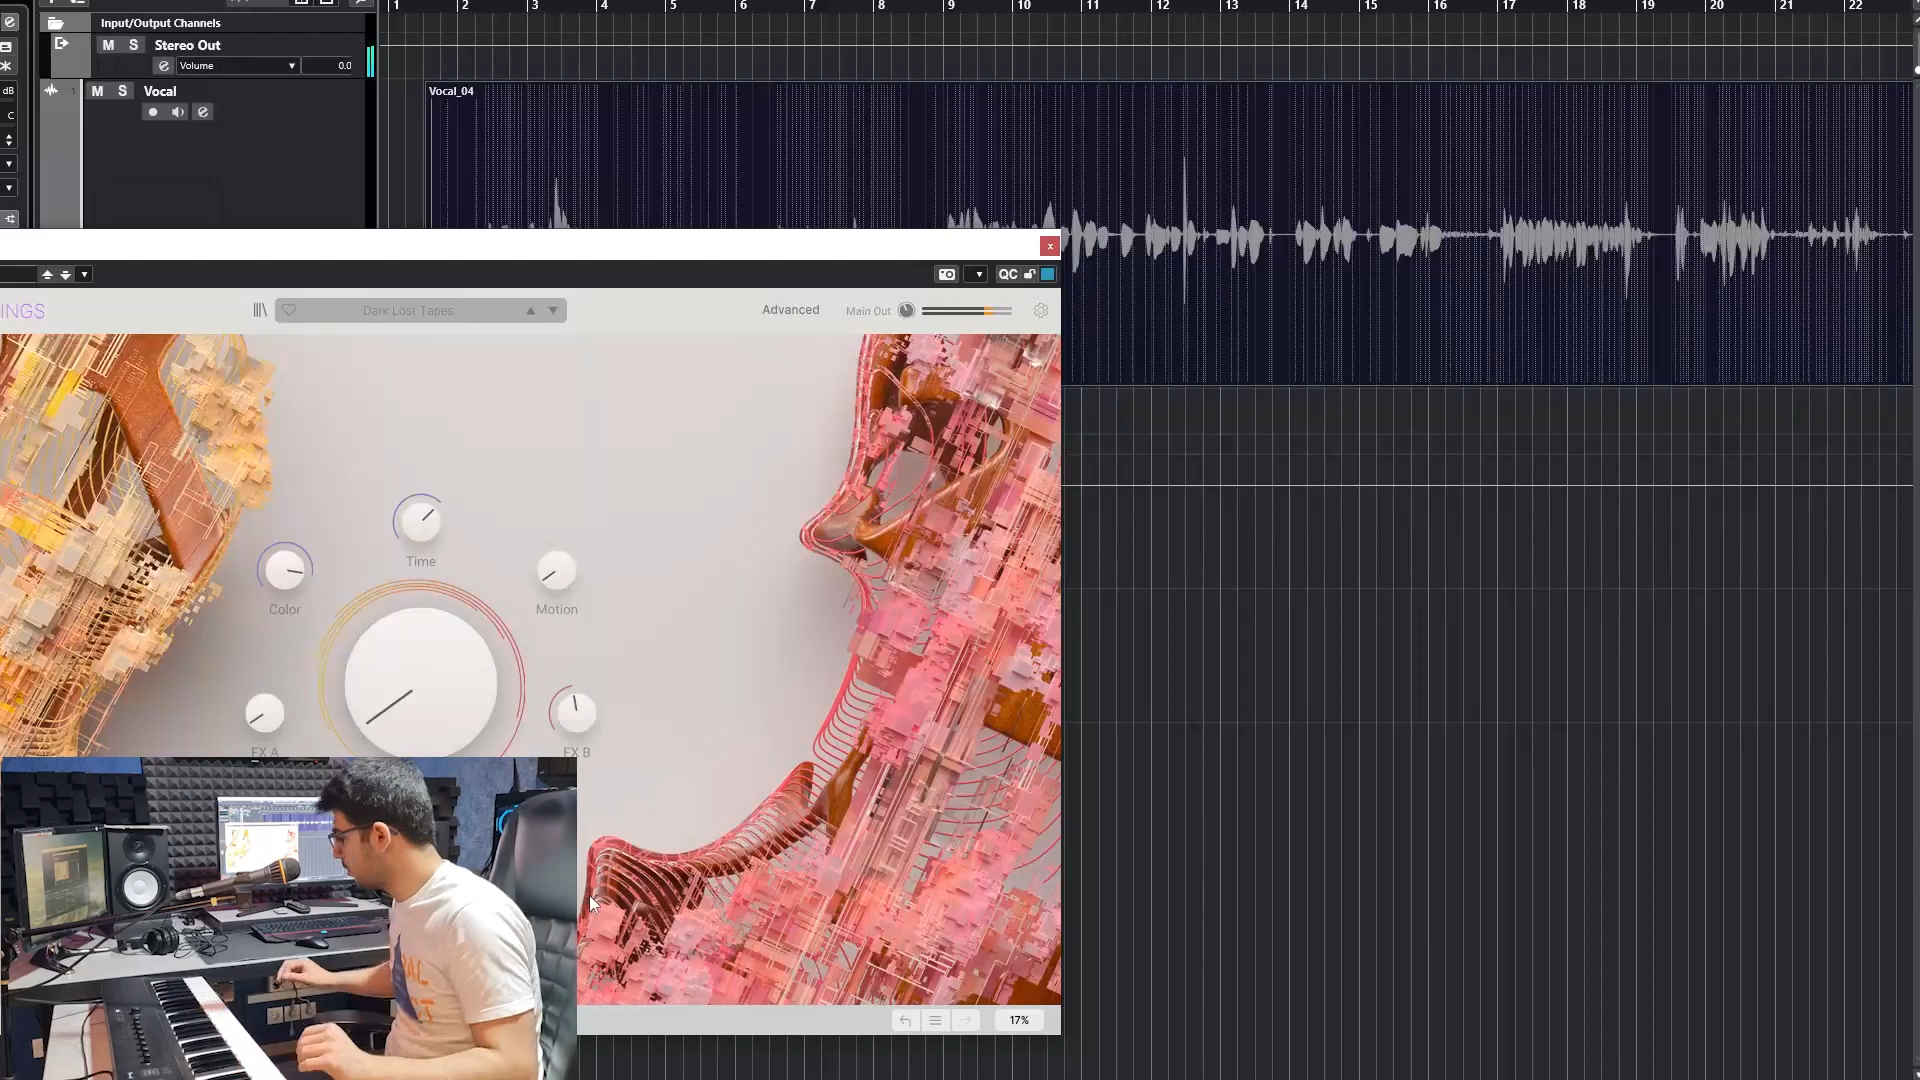 1 2 3 4 5 6 7 8 9 10 11 12 13 14 15 16 17 18 19 20 21 22
Input/Output Channels
M S Stereo Out
Volume 0.0
dB
C
1 M S Vocal
Vocal_04
x
QC
INGS
Dark Lost Tapes
Advanced
Main Out
Time
Color
Motion
FX A
FX B
17%